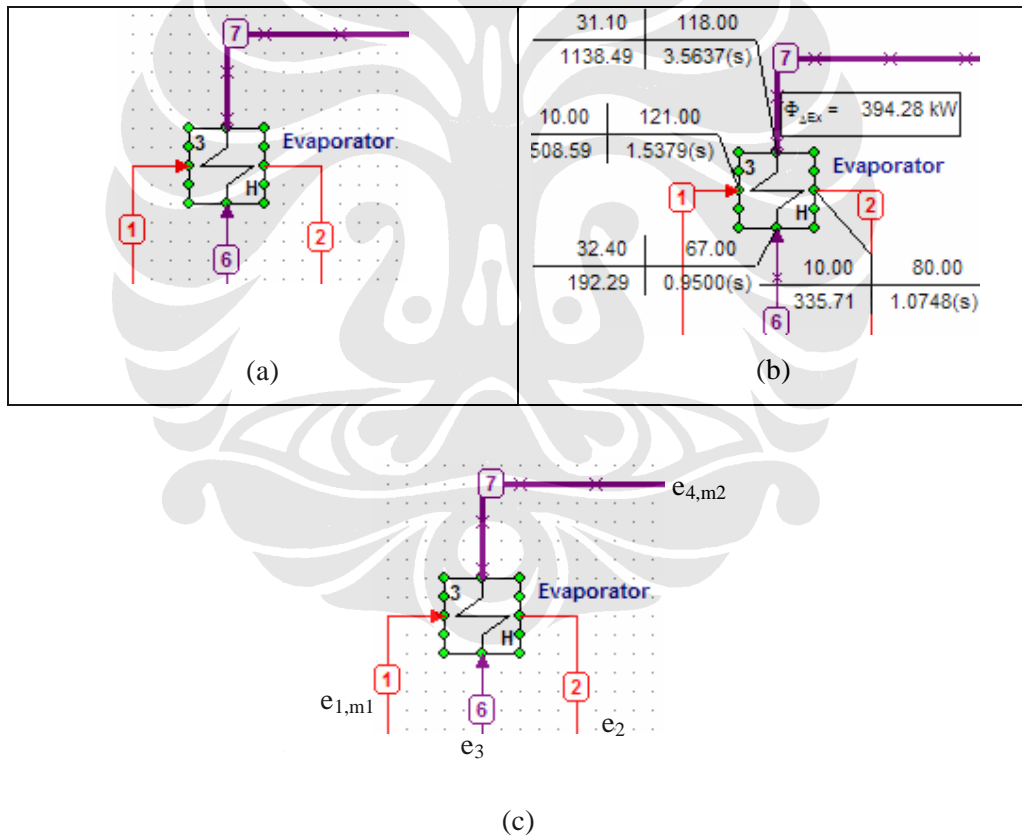 7
3
Evaporator
H
1
2
6
(a)
31.10 118.00
1138.49 3.5637(s)
7
Φ_ΔEx = 394.28 kW
10.00 121.00
508.59 1.5379(s)
3
Evaporator
H
1
2
32.40 67.00
192.29 0.9500(s)
10.00 80.00
335.71 1.0748(s)
6
(b)
7
e4,m2
3
Evaporator
H
1
2
6
e1,m1
e2
e3
(c)